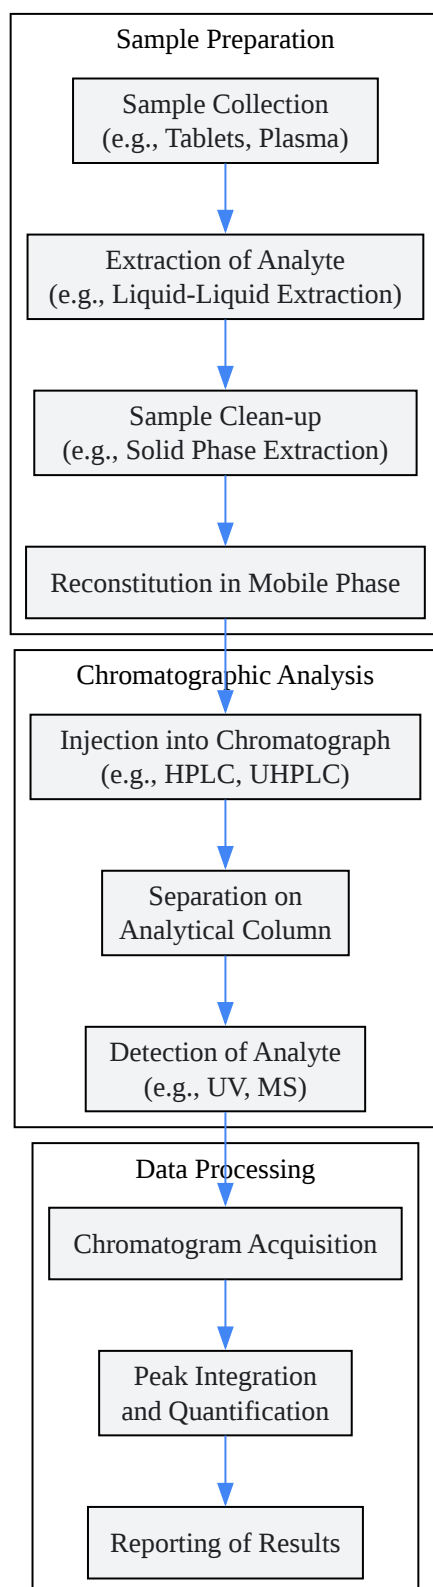 Sample Preparation
Sample Collection
(e.g., Tablets, Plasma)
Extraction of Analyte
(e.g., Liquid-Liquid Extraction)
Sample Clean-up
(e.g., Solid Phase Extraction)
Reconstitution in Mobile Phase
Chromatographic Analysis
Injection into Chromatograph
(e.g., HPLC, UHPLC)
Separation on
Analytical Column
Detection of Analyte
(e.g., UV, MS)
Data Processing
Chromatogram Acquisition
Peak Integration
and Quantification
Reporting of Results